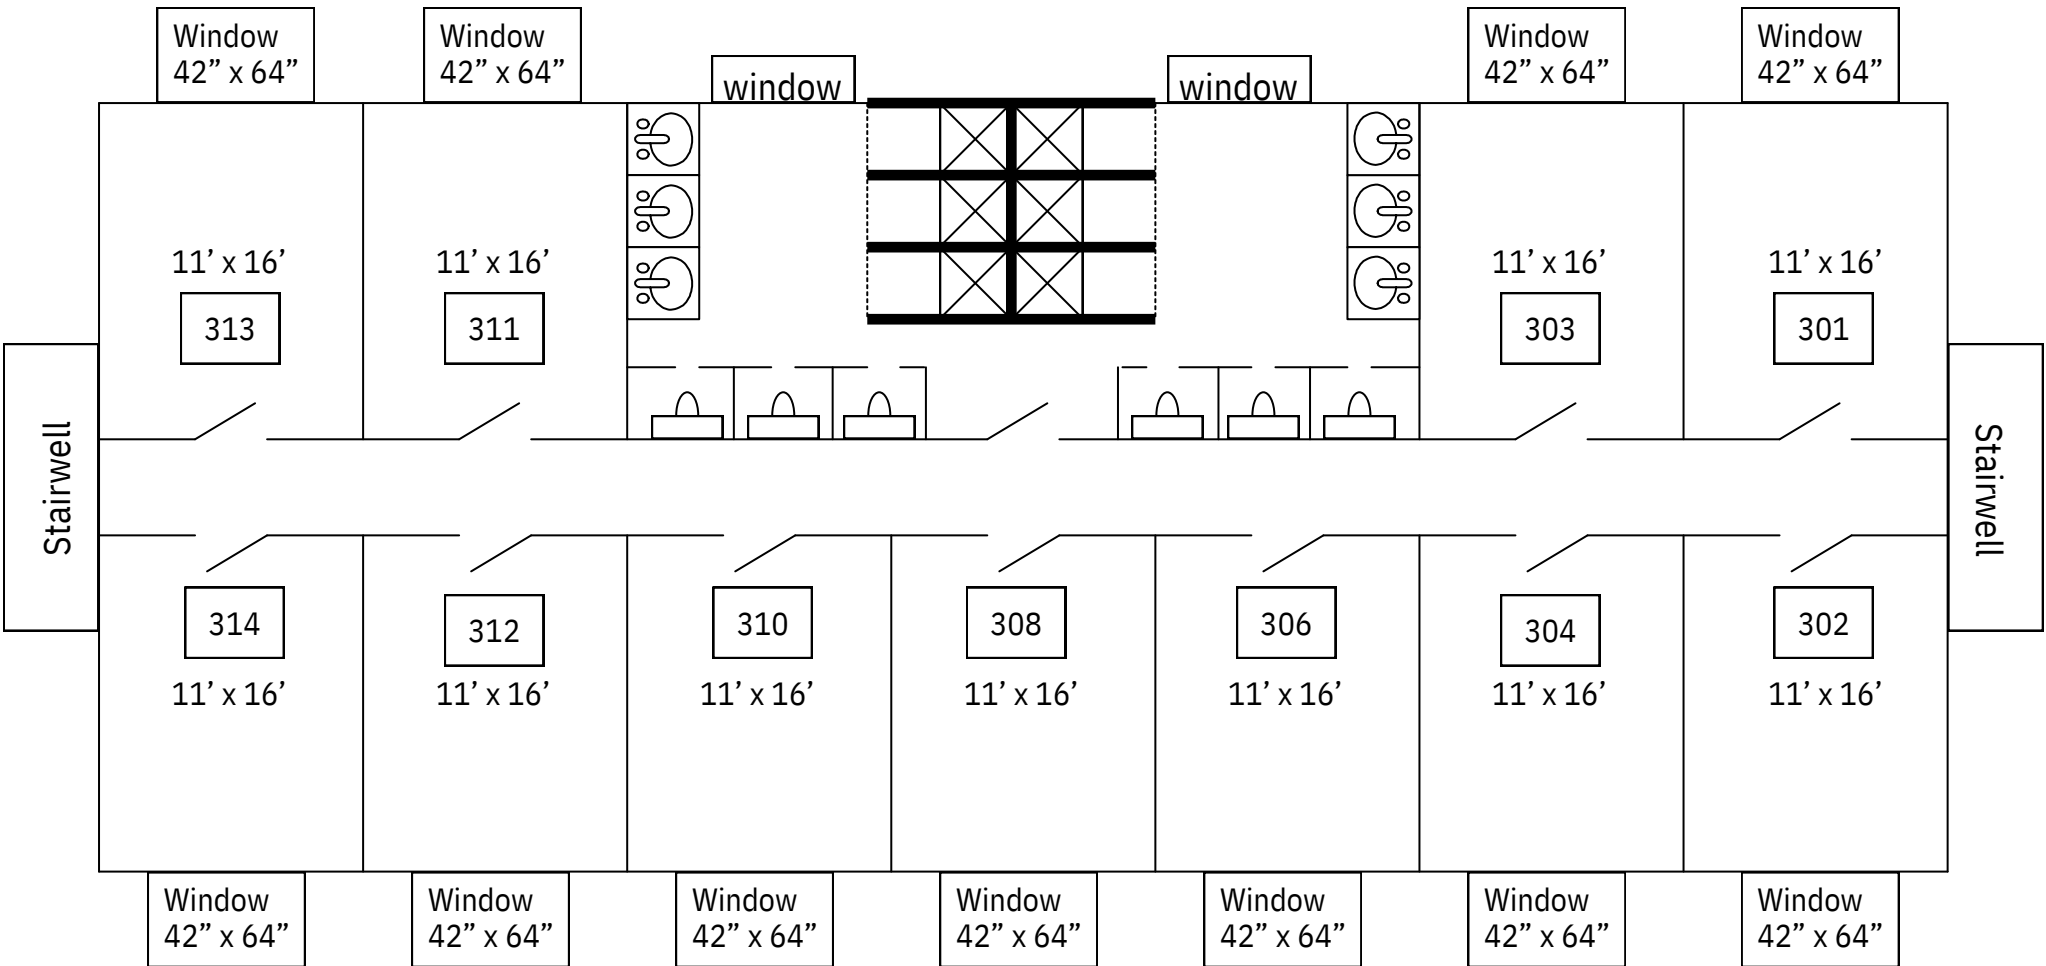 Window
42” x 64”
Window
42” x 64”
window
window
Window
42” x 64”
Window
42” x 64”
11’ x 16’
313
11’ x 16’
311
11’ x 16’
303
11’ x 16’
301
Stairwell
Stairwell
314
11’ x 16’
312
11’ x 16’
310
11’ x 16’
308
11’ x 16’
306
11’ x 16’
304
11’ x 16’
302
11’ x 16’
Window
42” x 64”
Window
42” x 64”
Window
42” x 64”
Window
42” x 64”
Window
42” x 64”
Window
42” x 64”
Window
42” x 64”